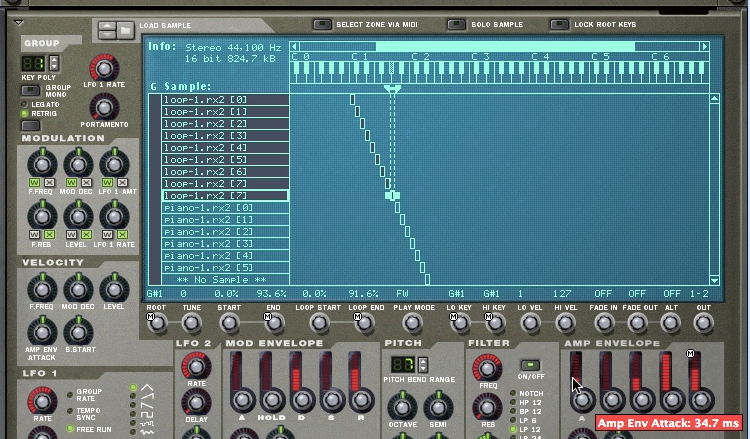 LOAD SAMPLE
SELECT ZONE VIA MIDI
SOLO SAMPLE
LOCK ROOT KEYS
GROUP
KEY POLY
GROUP MONO
LEGATO
RETRIG
LFO 1 RATE
PORTAMENTO
Info: Stereo 44,100 Hz
16 bit 824.7 kB
C 0 C 1 C 2 C 3 C 4 C 5 C 6
G Sample:
loop-1.rx2 [0]
loop-1.rx2 [1]
loop-1.rx2 [2]
loop-1.rx2 [3]
loop-1.rx2 [4]
loop-1.rx2 [5]
loop-1.rx2 [6]
loop-1.rx2 [7]
loop-1.rx2 [7]
piano-1.rx2 [0]
piano-1.rx2 [1]
piano-1.rx2 [2]
piano-1.rx2 [3]
piano-1.rx2 [4]
piano-1.rx2 [5]
** No Sample **
G#1 0 0.0% 93.6% 0.0% 91.6% FW G#1 G#1 1 127 OFF OFF OFF 1-2
MODULATION
W X W X W X
F.FREQ MOD DEC LFO 1 AMT
W X W X W X
F.RES LEVEL LFO 1 RATE
VELOCITY
F.FREQ MOD DEC LEVEL
AMP ENV ATTACK S.START
ROOT TUNE START END LOOP START LOOP END PLAY MODE LO KEY HI KEY LO VEL HI VEL FADE IN FADE OUT ALT OUT
M M M M M
LFO 1
RATE
GROUP RATE
TEMPO SYNC
FREE RUN
LFO 2
RATE
DELAY
MOD ENVELOPE
A HOLD D S R
PITCH
PITCH BEND RANGE
OCTAVE SEMI
FILTER
FREQ
RES
ON/OFF
NOTCH
HP 12
BP 12
LP 6
LP 12
LP 24
AMP ENVELOPE
M
A
Amp Env Attack: 34.7 ms